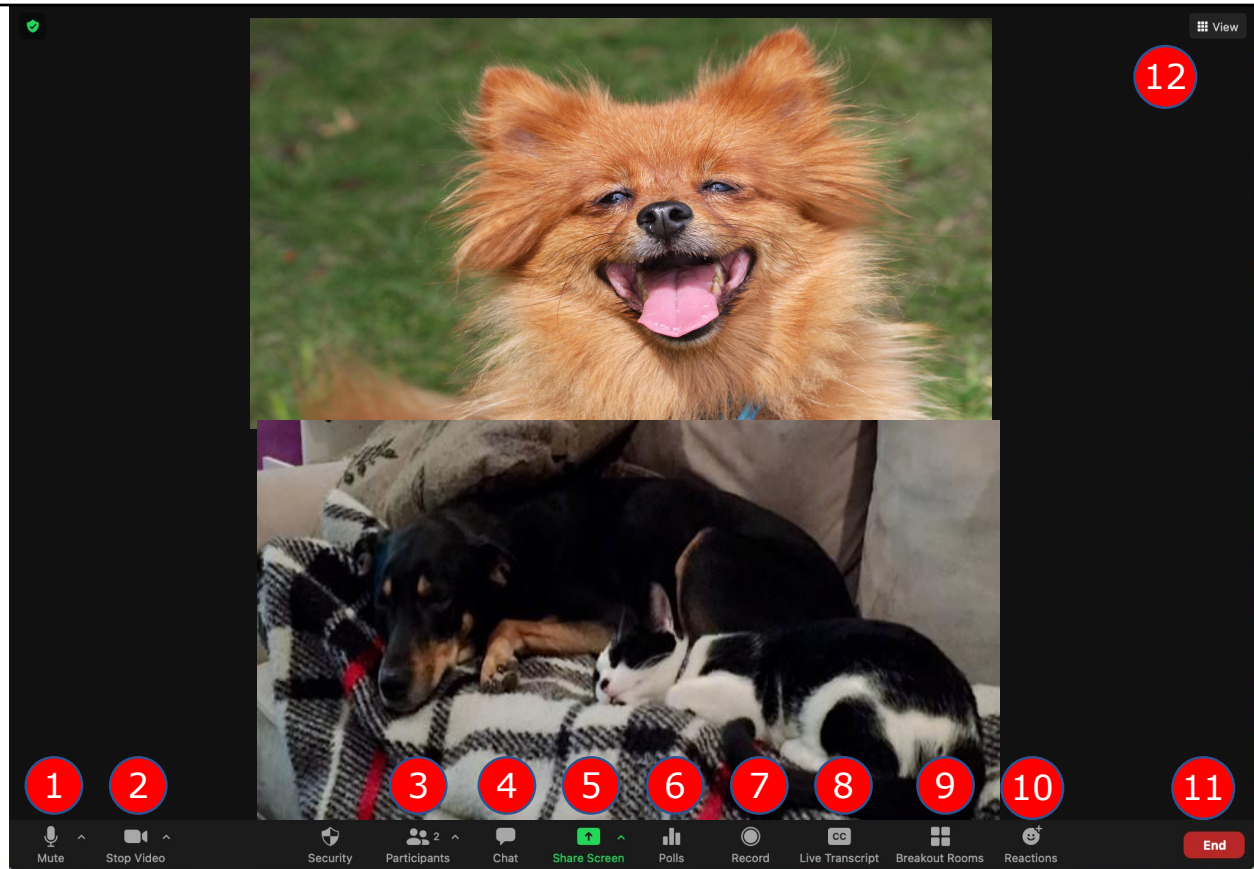 View
12
1 2 3 4 5 6 7 8 9 10 11
2
CC
Mute Stop Video Security Participants Chat Share Screen Polls Record Live Transcript Breakout Rooms Reactions End